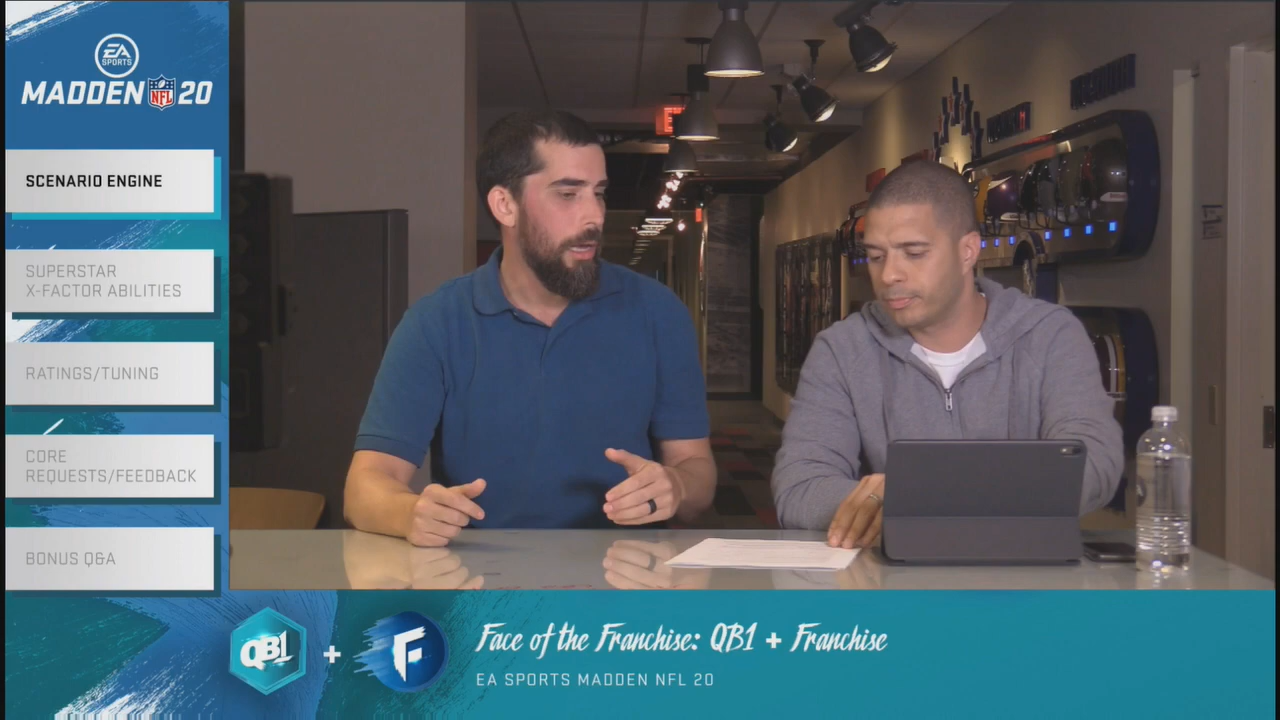 EA
SPORTS
MADDEN NFL 20
SCENARIO ENGINE
SUPERSTAR
X-FACTOR ABILITIES
RATINGS/TUNING
CORE
REQUESTS/FEEDBACK
BONUS Q&A
QB1 + F
Face of the Franchise: QB1 + Franchise
EA SPORTS MADDEN NFL 20